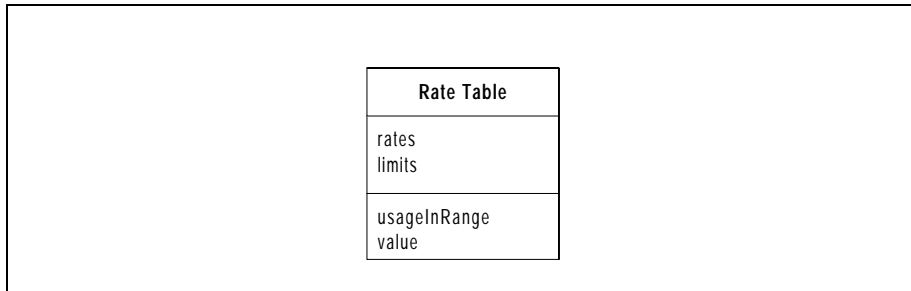 Rate Table
rates
limits
usageInRange
value